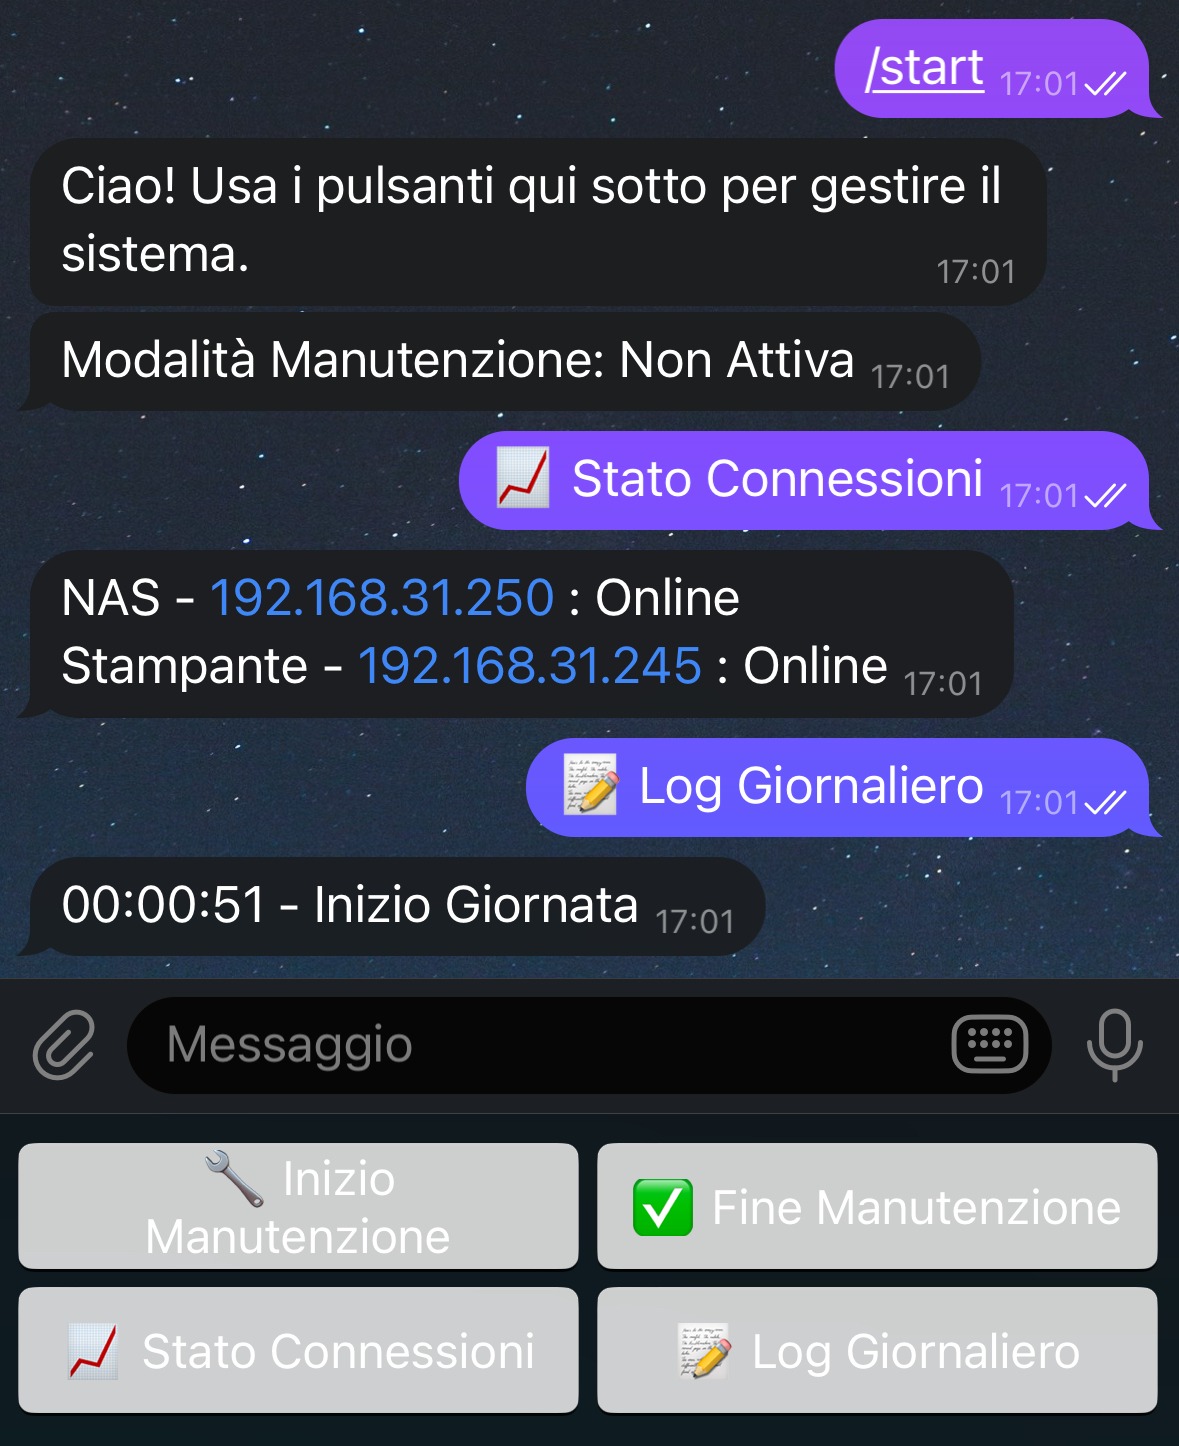 /start 17:01
Ciao! Usa i pulsanti qui sotto per gestire il
sistema. 17:01
Modalità Manutenzione: Non Attiva 17:01
📈 Stato Connessioni 17:01
NAS - 192.168.31.250 : Online
Stampante - 192.168.31.245 : Online 17:01
📝 Log Giornaliero 17:01
00:00:51 - Inizio Giornata 17:01
Messaggio
🔧 Inizio
Manutenzione
✅ Fine Manutenzione
📈 Stato Connessioni
📝 Log Giornaliero